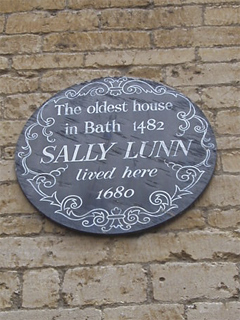 The oldest house
in Bath 1482
SALLY LUNN
lived here
1680